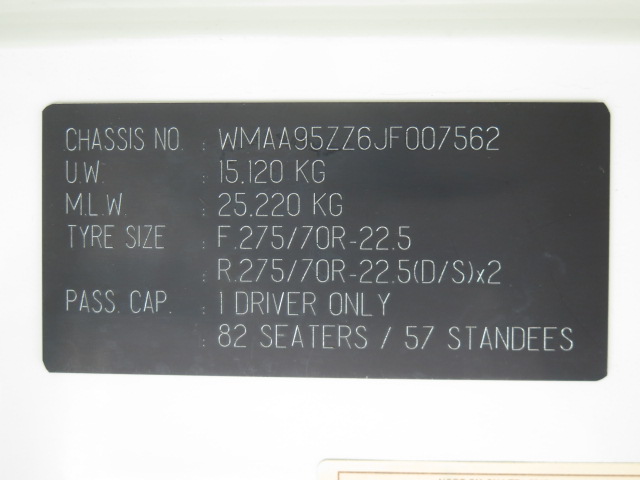 CHASSIS NO. : WMAA95ZZ6JF007562
U.W. : 15,120 KG
M.L.W. : 25,220 KG
TYRE SIZE : F.275/70R-22.5
: R.275/70R-22.5(D/S)x2
PASS. CAP. : 1 DRIVER ONLY
: 82 SEATERS / 57 STANDEES